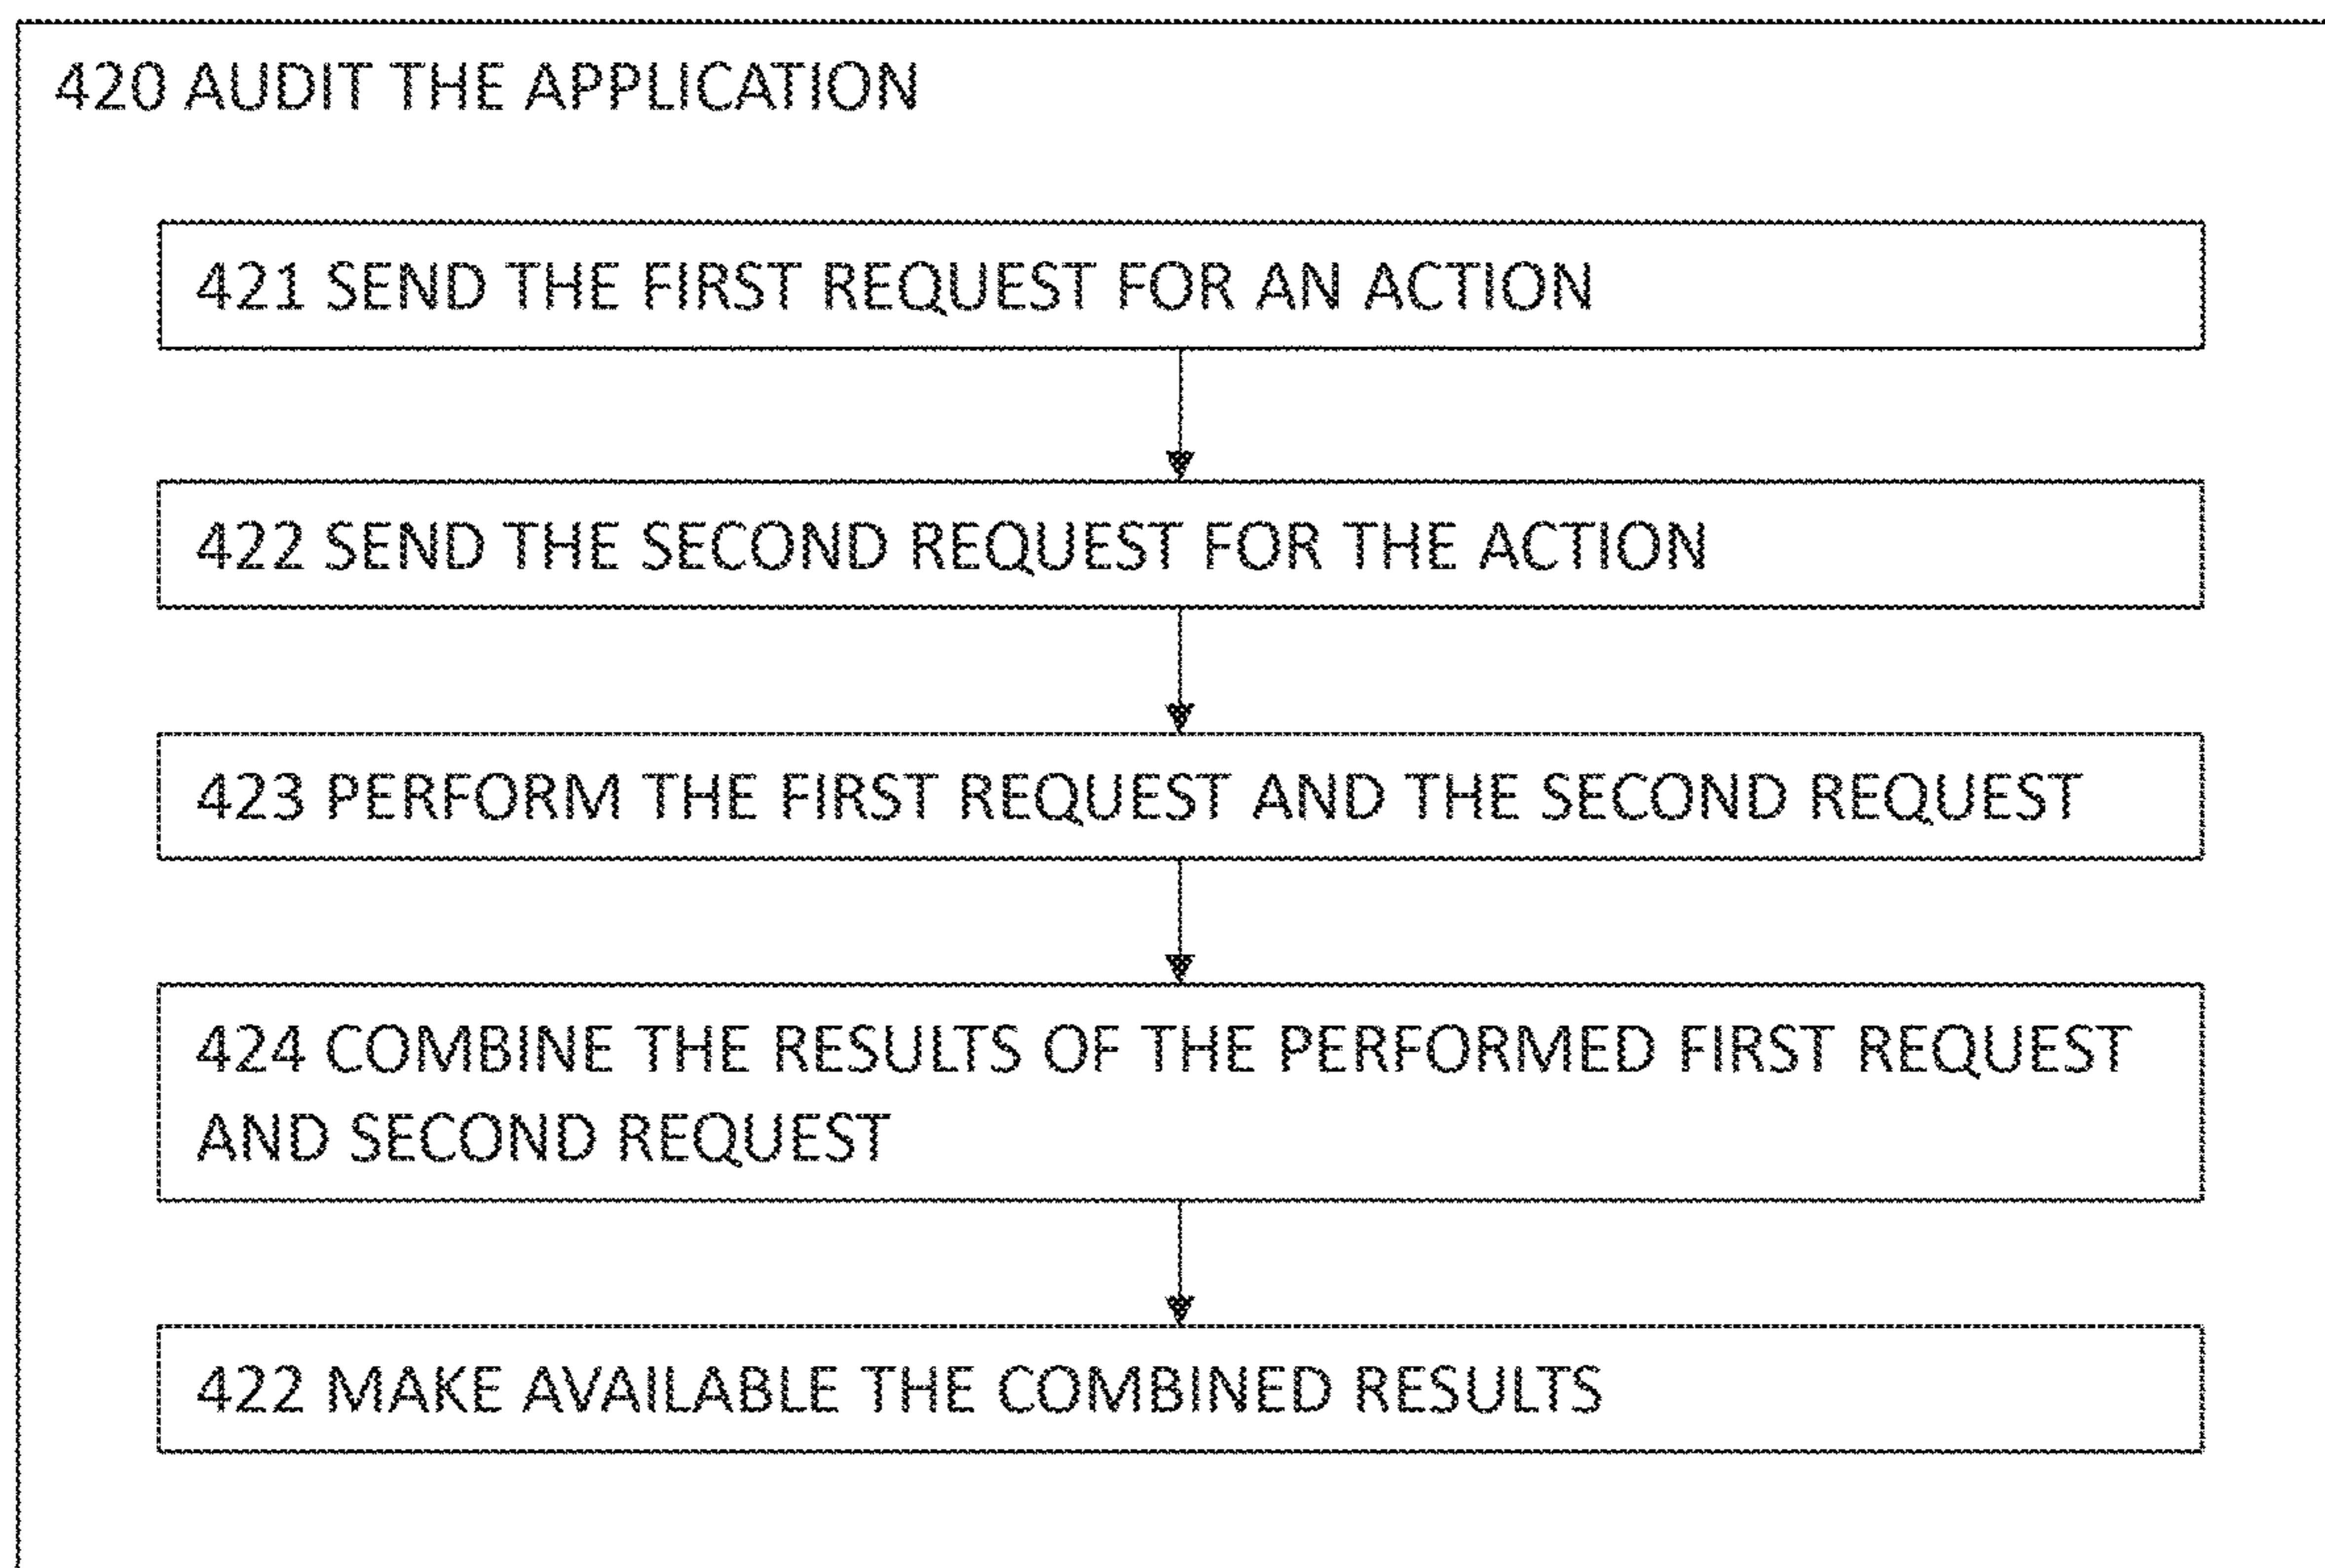 420 AUDIT THE APPLICATION
421 SEND THE FIRST REQUEST FOR AN ACTION
422 SEND THE SECOND REQUEST FOR THE ACTION
423 PERFORM THE FIRST REQUEST AND THE SECOND REQUEST
424 COMBINE THE RESULTS OF THE PERFORMED FIRST REQUEST
AND SECOND REQUEST
422 MAKE AVAILABLE THE COMBINED RESULTS